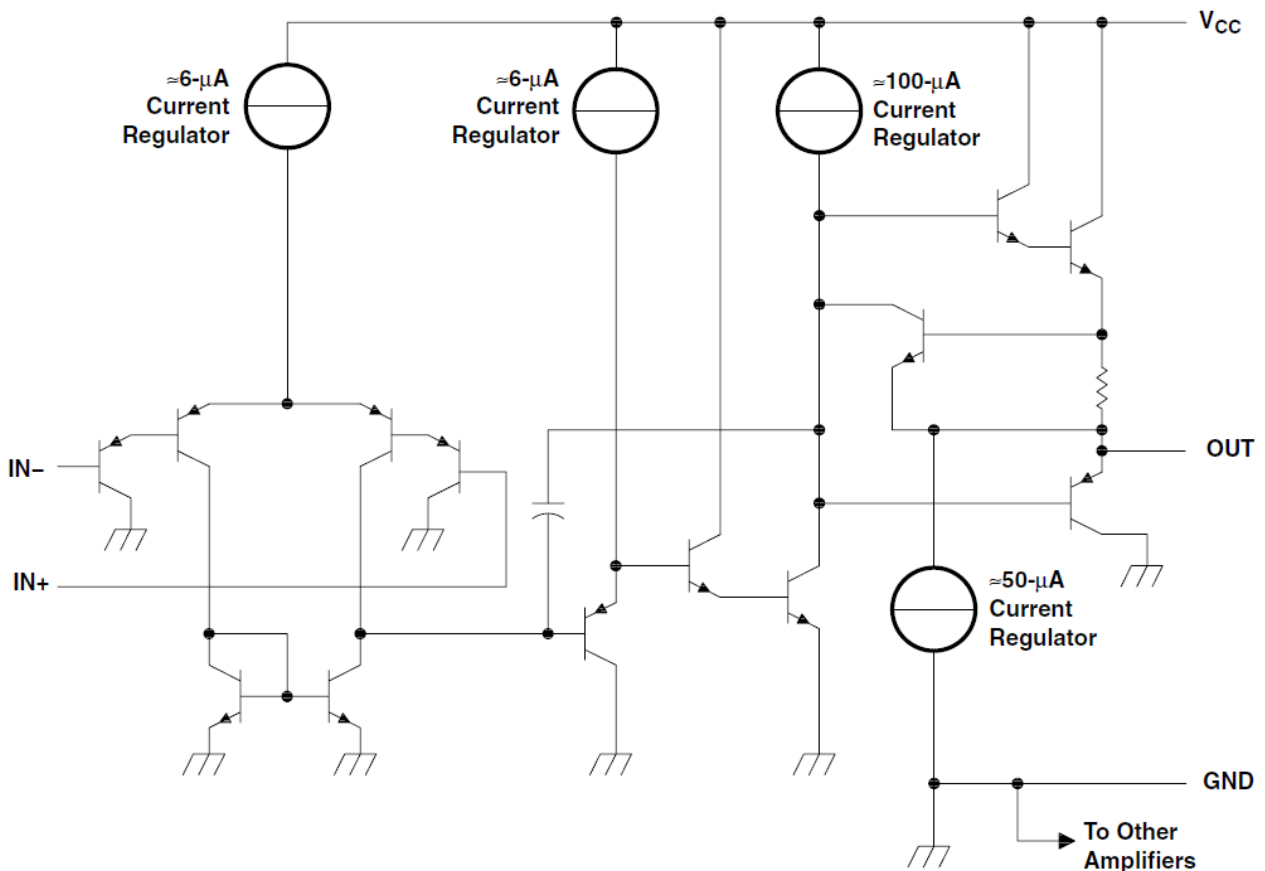 VCC
≈6-μA
Current
Regulator
≈6-μA
Current
Regulator
≈100-μA
Current
Regulator
IN−
OUT
IN+
≈50-μA
Current
Regulator
GND
To Other
Amplifiers